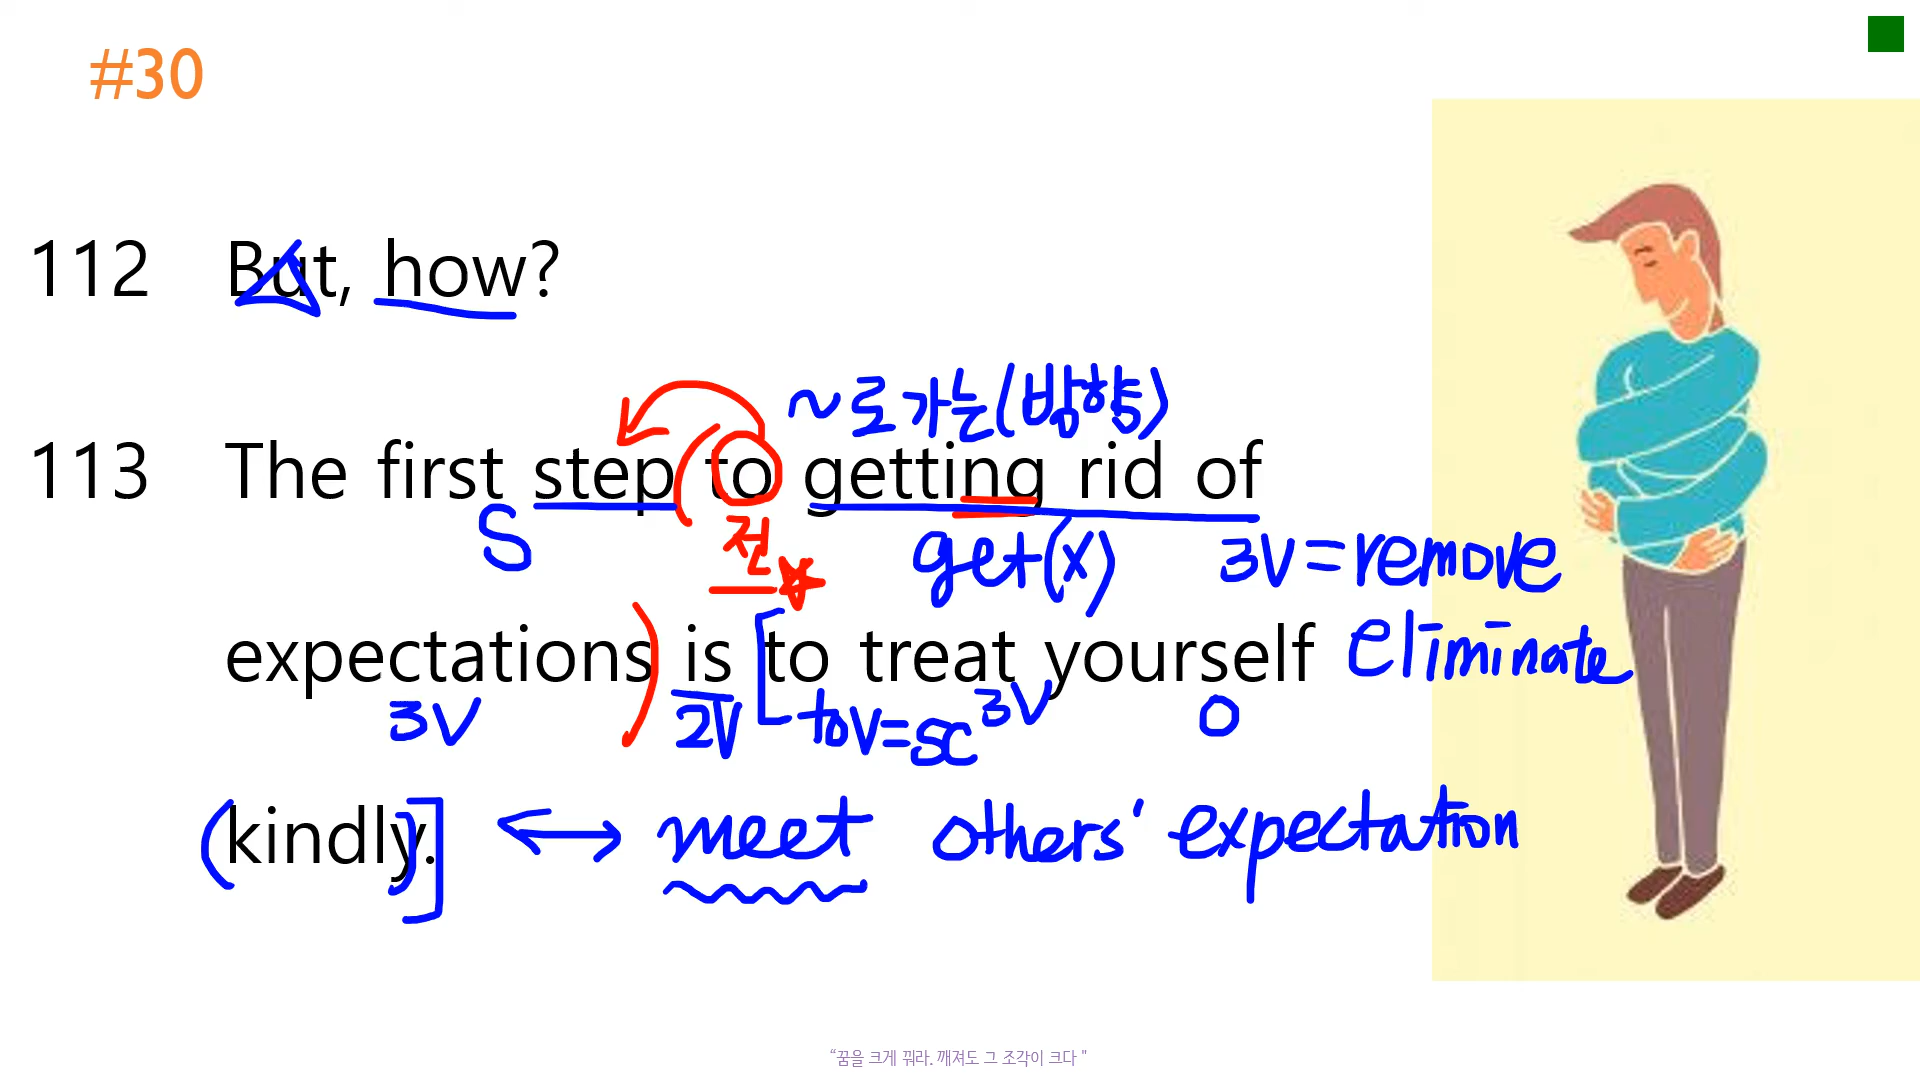 #30
112 But, how?
~로 가는(방향)
113 The first step (to getting rid of
S 전 get(x) 3V=remove
expectations) is [to treat yourself eliminate
3V 2V toV=SC 3V O
(kindly.)] ↔ meet others' expectation
“꿈을 크게 꿔라. 깨져도 그 조각이 크다 "